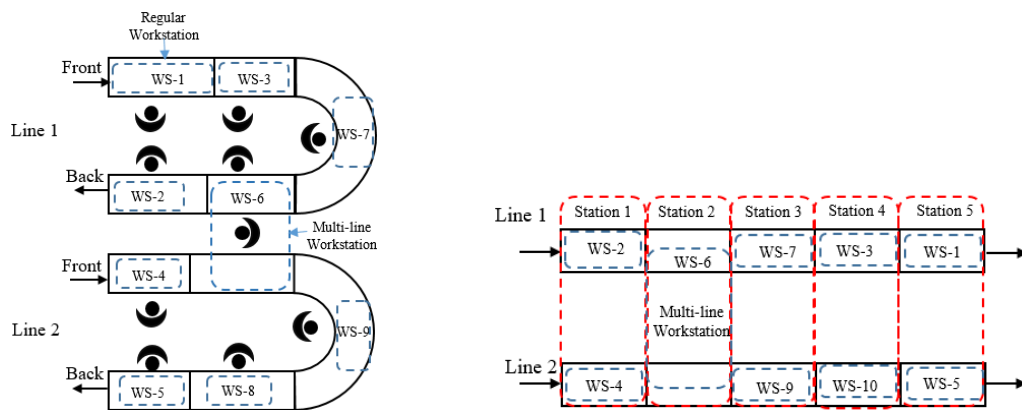 Regular
Workstation
Front
WS-1
WS-3
Line 1
WS-7
Back
WS-2
WS-6
Multi-line
Workstation
Front
WS-4
Line 2
WS-9
Back
WS-5
WS-8
Line 1
Station 1
Station 2
Station 3
Station 4
Station 5
WS-2
WS-6
WS-7
WS-3
WS-1
Multi-line
Workstation
Line 2
WS-4
WS-9
WS-10
WS-5